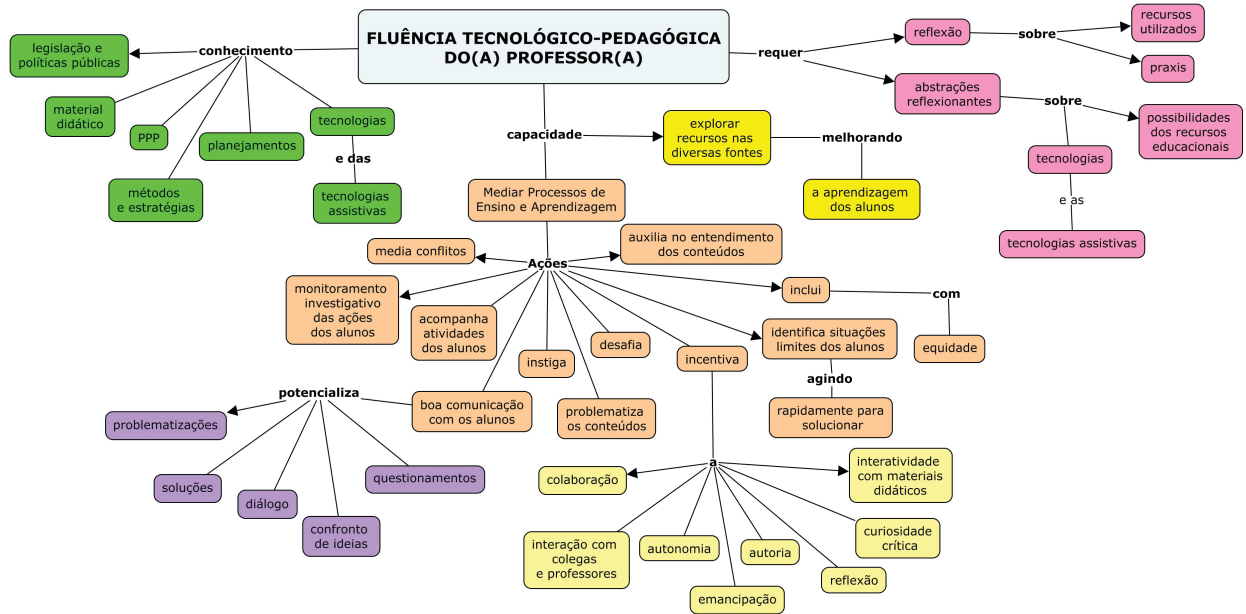 FLUÊNCIA TECNOLÓGICO-PEDAGÓGICA
DO(A) PROFESSOR(A)
conhecimento
legislação e
políticas públicas
material
didático
PPP
métodos
e estratégias
planejamentos
tecnologias
e das
tecnologias
assistivas
capacidade
explorar
recursos nas
diversas fontes
melhorando
a aprendizagem
dos alunos
requer
reflexão
sobre
recursos
utilizados
praxis
abstrações
reflexionantes
sobre
possibilidades
dos recursos
educacionais
tecnologias
e as
tecnologias assistivas
Mediar Processos de
Ensino e Aprendizagem
Ações
media conflitos
auxilia no entendimento
dos conteúdos
monitoramento
investigativo
das ações
dos alunos
acompanha
atividades
dos alunos
instiga
desafia
incentiva
inclui
com
equidade
identifica situações
limites dos alunos
agindo
rapidamente para
solucionar
boa comunicação
com os alunos
problematiza
os conteúdos
potencializa
problematizações
soluções
diálogo
confronto
de ideias
questionamentos
a
colaboração
interação com
colegas
e professores
autonomia
emancipação
autoria
reflexão
curiosidade
crítica
interatividade
com materiais
didáticos